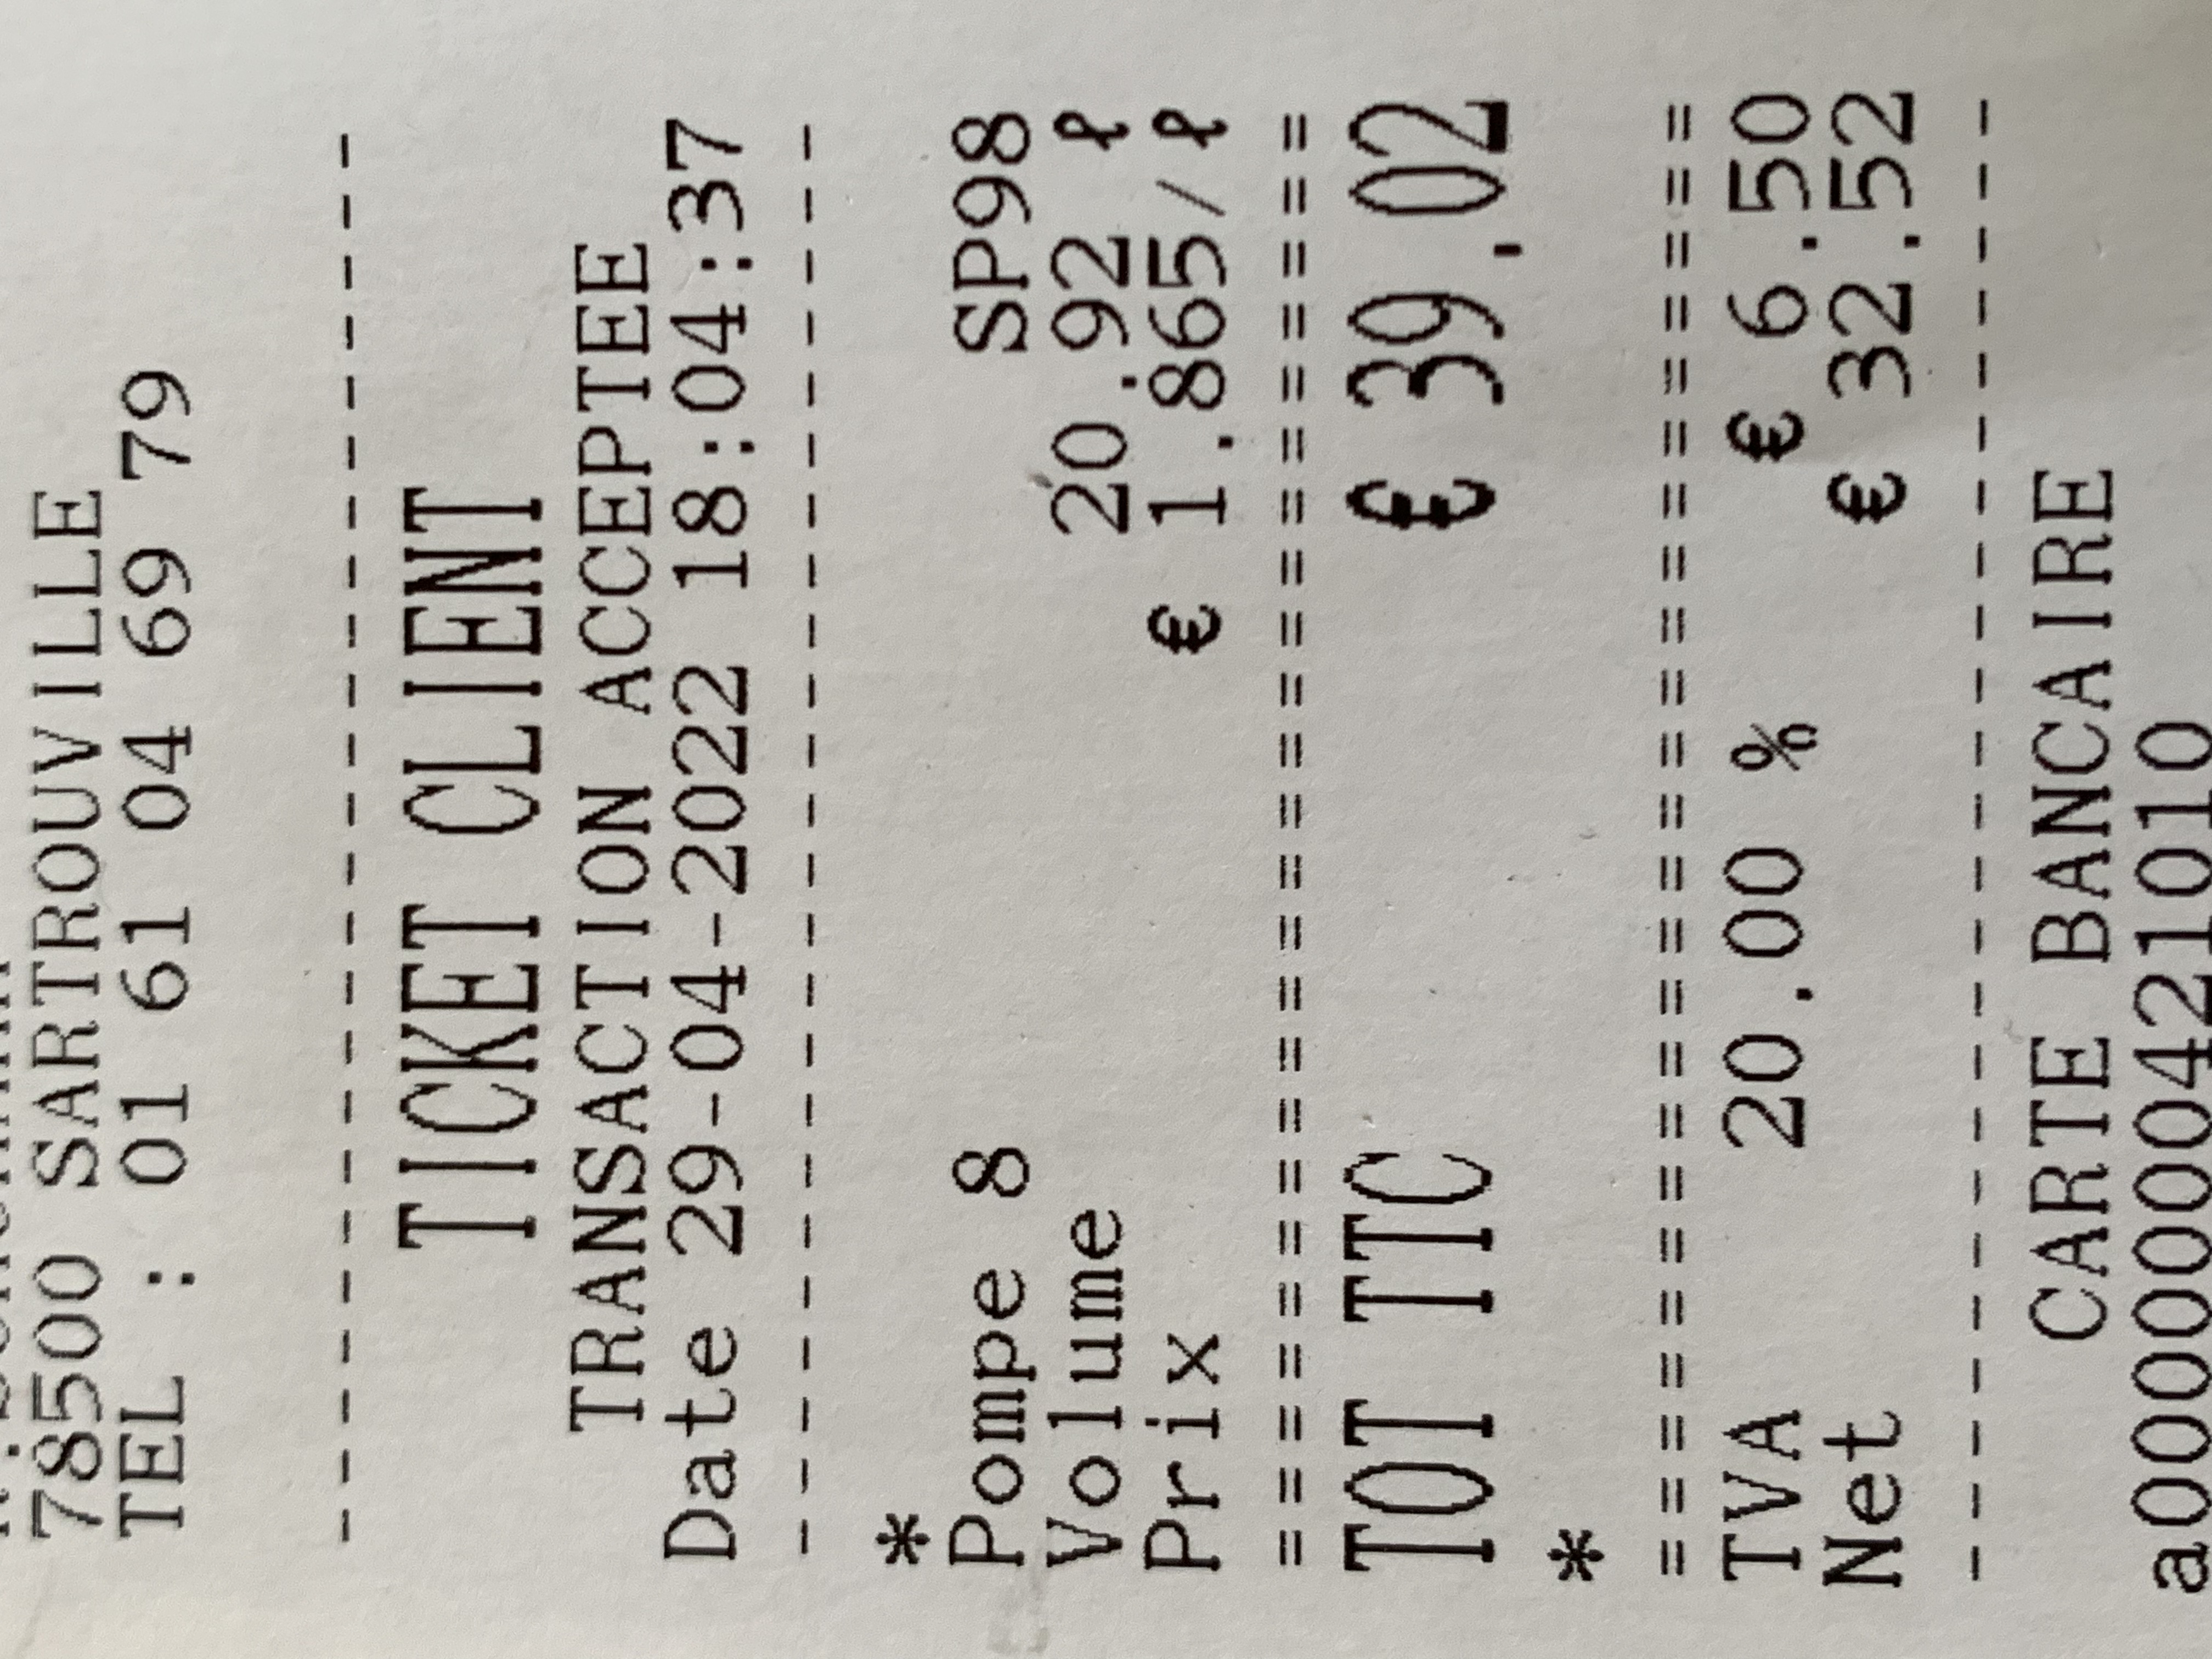 78500 SARTROUVILLE
TEL : 01 61 04 69 79
- - - - - - - - - - - - - - - - - - - - - - - -
TICKET CLIENT
TRANSACTION ACCEPTEE
Date 29-04-2022 18:04:37
- - - - - - - - - - - - - - - - - - - - - - - -
*
Pompe 8 SP98
Volume 20.92 ℓ
Prix € 1.865/ℓ
========================
TOT TTC € 39.02
*
========================
TVA 20.00 % € 6.50
Net € 32.52
- - - - - - - - - - - - - - - - - - - - - - - -
CARTE BANCAIRE
a0000000421010